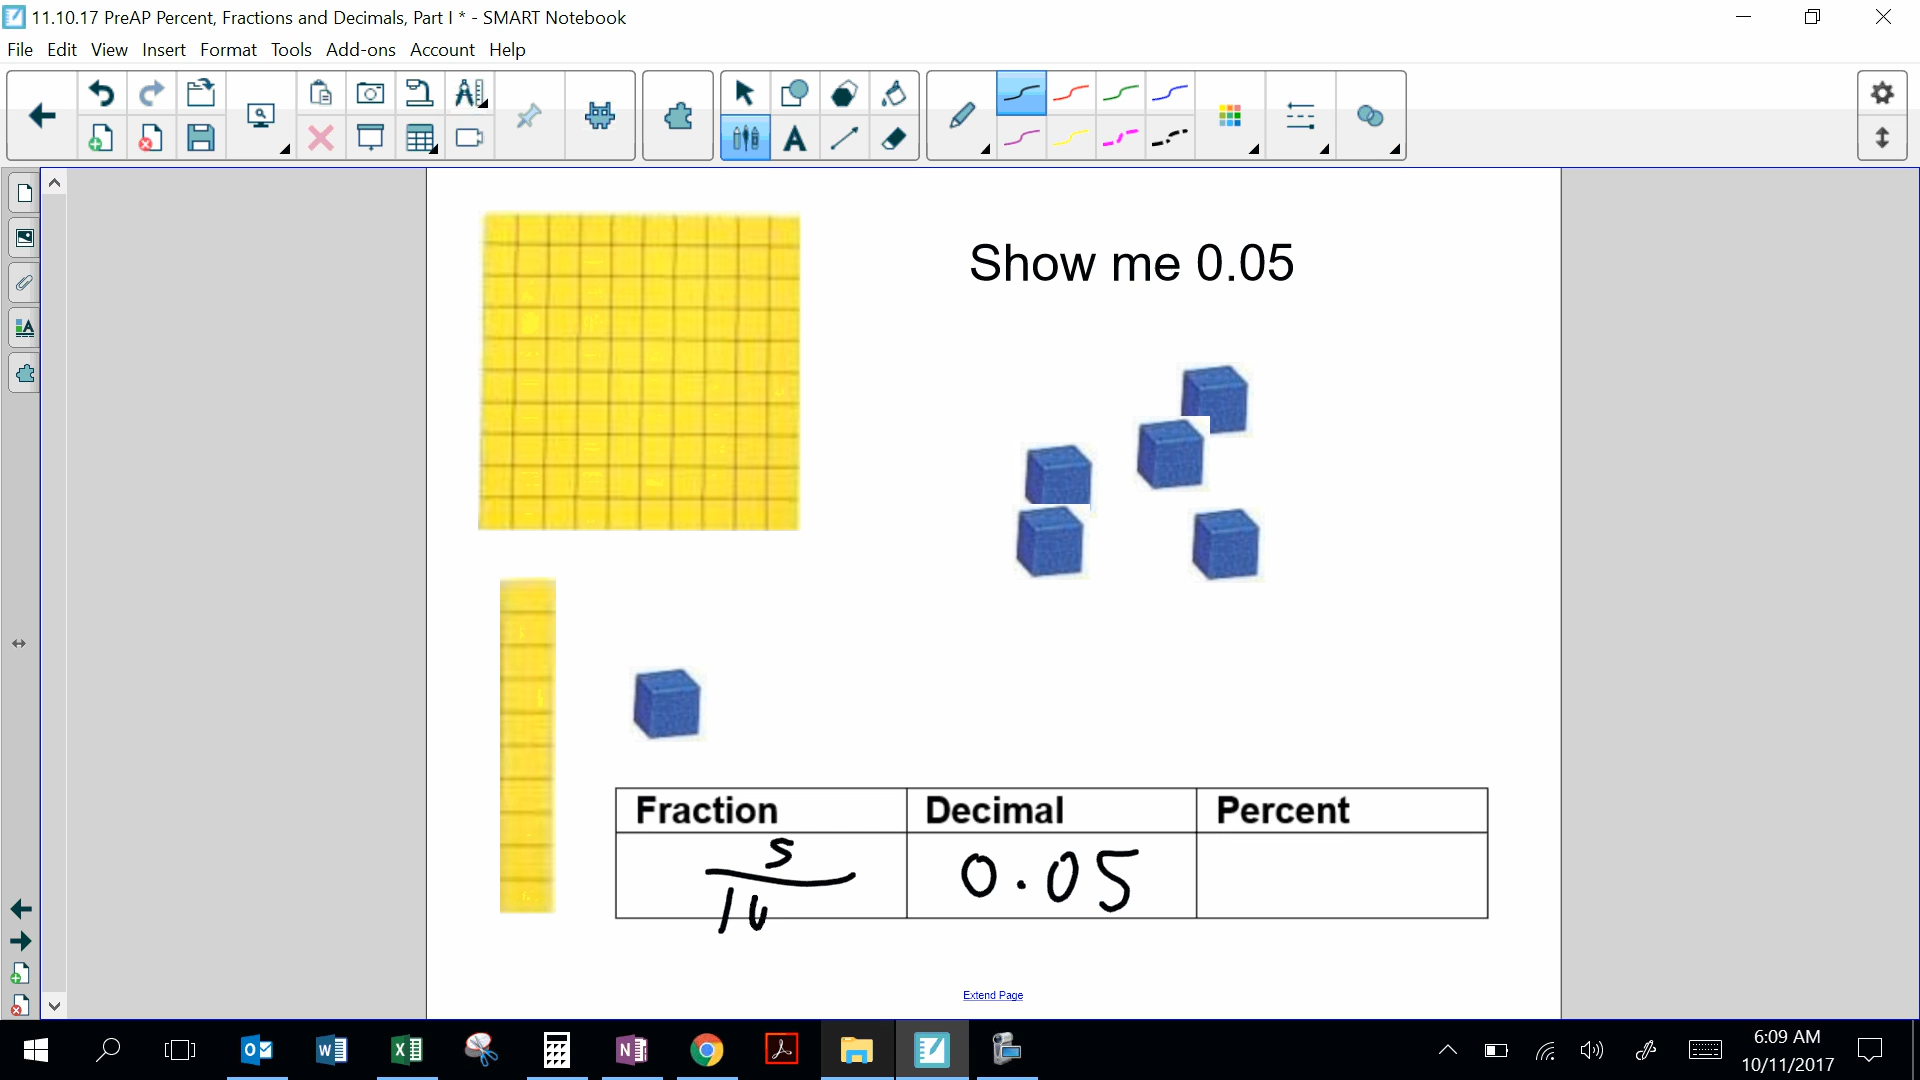 11.10.17 PreAP Percent, Fractions and Decimals, Part I * - SMART Notebook
File Edit View Insert Format Tools Add-ons Account Help
Show me 0.05
Fraction Decimal Percent
5
0.05
Extend Page
6:09 AM
10/11/2017